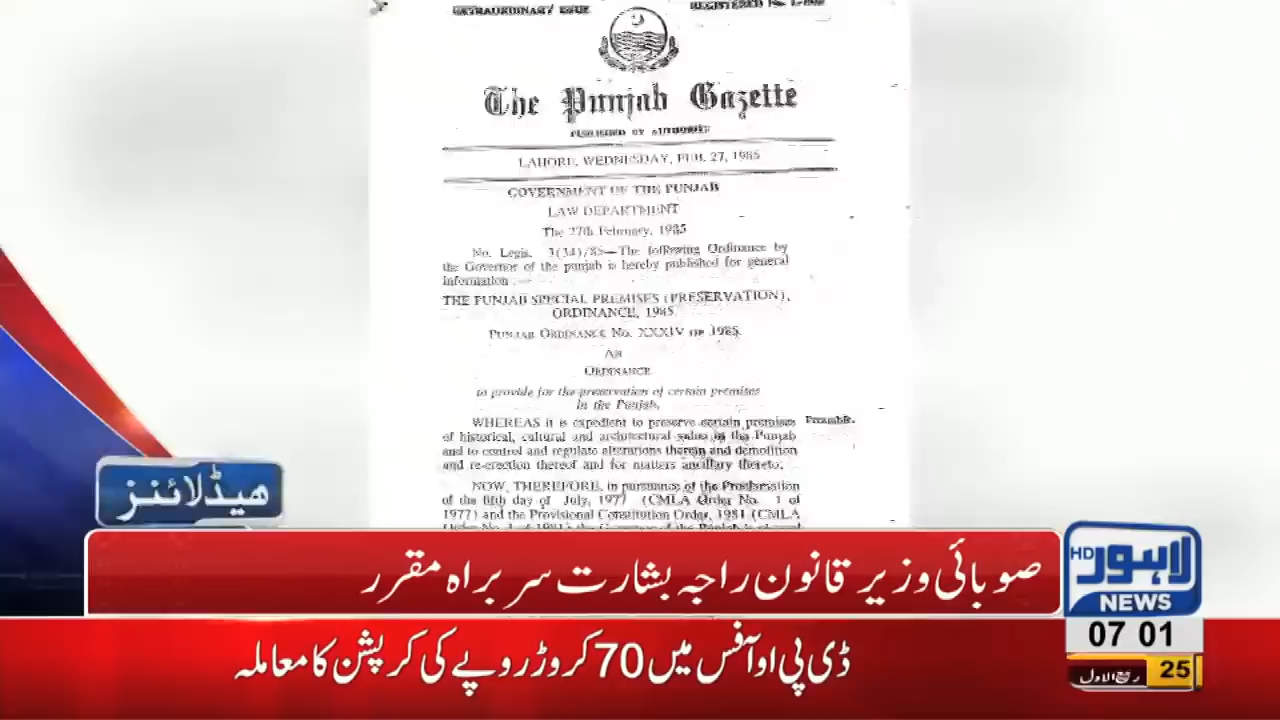 EXTRAORDINARY ISSUE
REGISTERED No.
The Punjab Gazette
PUBLISHED BY AUTHORITY
LAHORE, WEDNESDAY, FEB. 27, 1985
GOVERNMENT OF THE PUNJAB
LAW DEPARTMENT
The 27th February, 1985
No. Legis. 3(34)/85—The following Ordinance by
the Governor of the punjab is hereby published for general
information :—
THE PUNJAB SPECIAL PREMISES (PRESERVATION),
ORDINANCE, 1985.
PUNJAB ORDINANCE NO. XXXIV OF 1985.
AN
ORDINANCE
to provide for the preservation of certain premises
in the Punjab,
WHEREAS it is expedient to preserve certain premises
Preamble.
of historical, cultural and architectural value in the Punjab
and to control and regulate alterations therein and demolition
and re-erection thereof and for matters ancillary thereto;
NOW, THEREFORE, in pursuance of the Proclamation
of the fifth day of July, 1977 (CMLA Order No. 1 of
1977) and the Provisional Constitution Order, 1981 (CMLA
ہیڈلائنز
صوبائی وزیر قانون راجہ بشارت سربراہ مقرر
ڈی پی او آفس میں 70 کروڑ روپے کی کرپشن کا معاملہ
لاہور
HD
NEWS
07 01
25 ربیع الاول